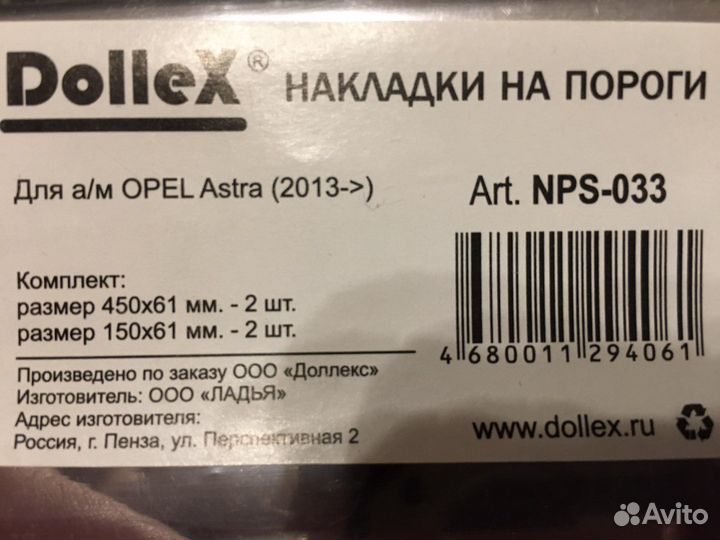 Dollex® НАКЛАДКИ НА ПОРОГИ
Для а/м OPEL Astra (2013->)
Art. NPS-033
Комплект:
размер 450x61 мм. - 2 шт.
размер 150x61 мм. - 2 шт.
4 680011 294061
Произведено по заказу ООО «Доллекс»
Изготовитель: ООО «ЛАДЬЯ»
Адрес изготовителя:
Россия, г. Пенза, ул. Перспективная 2
www.dollex.ru
Avito